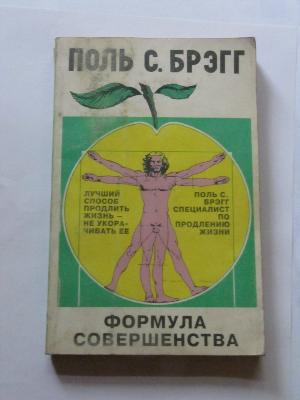 ПОЛЬ С. БРЭГГ
ЛУЧШИЙ
СПОСОБ
ПРОДЛИТЬ
ЖИЗНЬ –
НЕ УКОРА-
ЧИВАТЬ ЕЕ
ПОЛЬ С.
БРЭГГ
СПЕЦИАЛИСТ
ПО
ПРОДЛЕНИЮ
ЖИЗНИ
ФОРМУЛА
СОВЕРШЕНСТВА